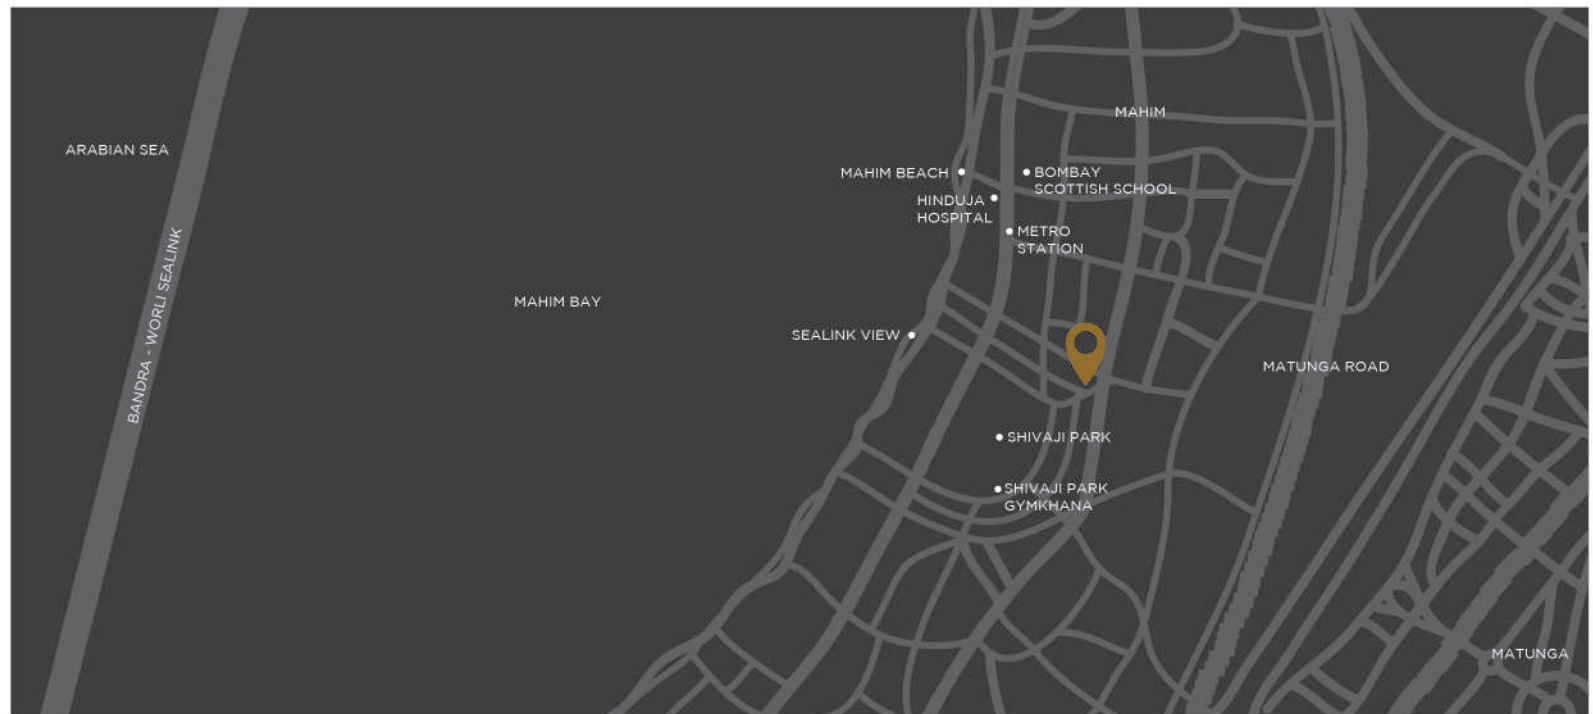 MAHIM
ARABIAN SEA
MAHIM BEACH
BOMBAY
SCOTTISH SCHOOL
HINDUJA
HOSPITAL
METRO
STATION
BANDRA - WORLI SEALINK
MAHIM BAY
SEALINK VIEW
MATUNGA ROAD
SHIVAJI PARK
SHIVAJI PARK
GYMKHANA
MATUNGA